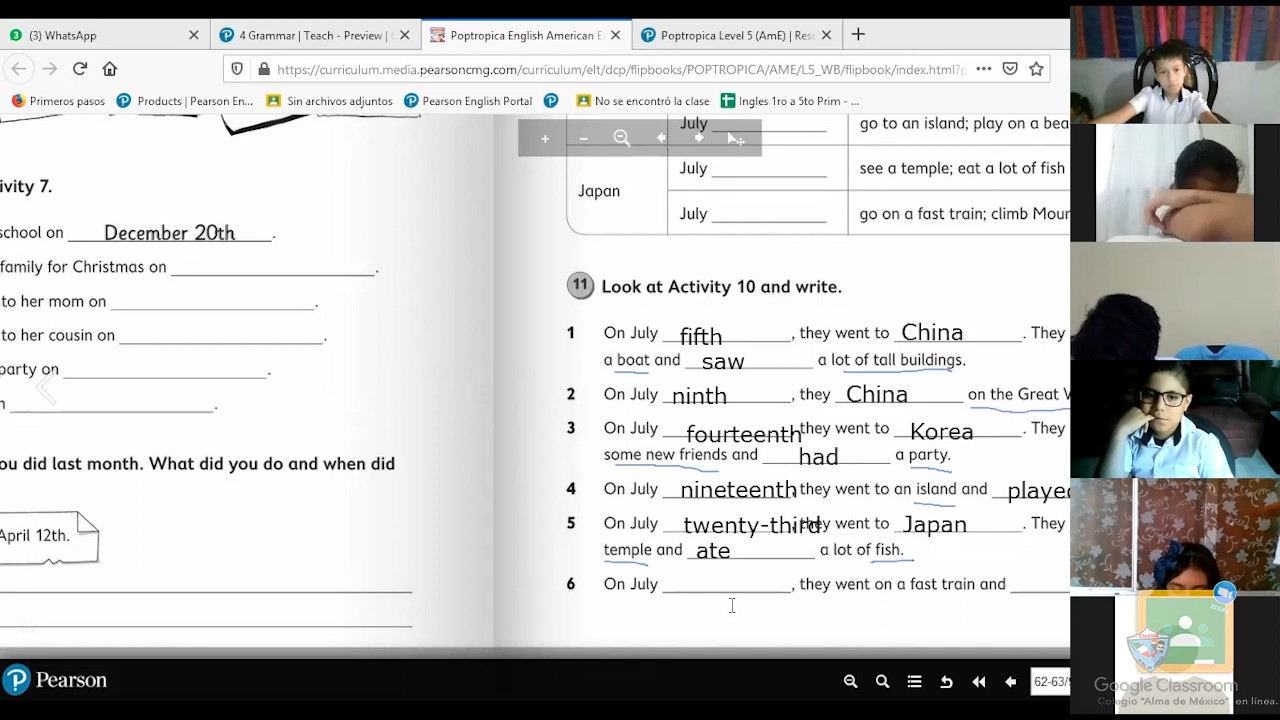 (3) WhatsApp
4 Grammar | Teach - Preview |
Poptropica English American E
Poptropica Level 5 (AmE) | Res
https://curriculum.media.pearsoncmg.com/curriculum/elt/dcp/flipbooks/POPTROPICA/AME/L5_WB/flipbook/index.html?p
Primeros pasos
Products | Pearson En...
Sin archivos adjuntos
Pearson English Portal
No se encontró la clase
Ingles 1ro a 5to Prim - ...
ivity 7.
school on December 20th.
family for Christmas on
to her mom on
to her cousin on
party on
ou did last month. What did you do and when did
April 12th.
July go to an island; play on a bea
Japan
July see a temple; eat a lot of fish
July go on a fast train; climb Moun
11 Look at Activity 10 and write.
1 On July fifth, they went to China. They
a boat and saw a lot of tall buildings.
2 On July ninth, they China on the Great W
3 On July fourteenth they went to Korea. They
some new friends and had a party.
4 On July nineteenth, they went to an island and played
5 On July twenty-third, they went to Japan. They
temple and ate a lot of fish.
6 On July , they went on a fast train and
Pearson
62-63/
zoom
Google Classroom
Colegio "Alma de México" en línea.